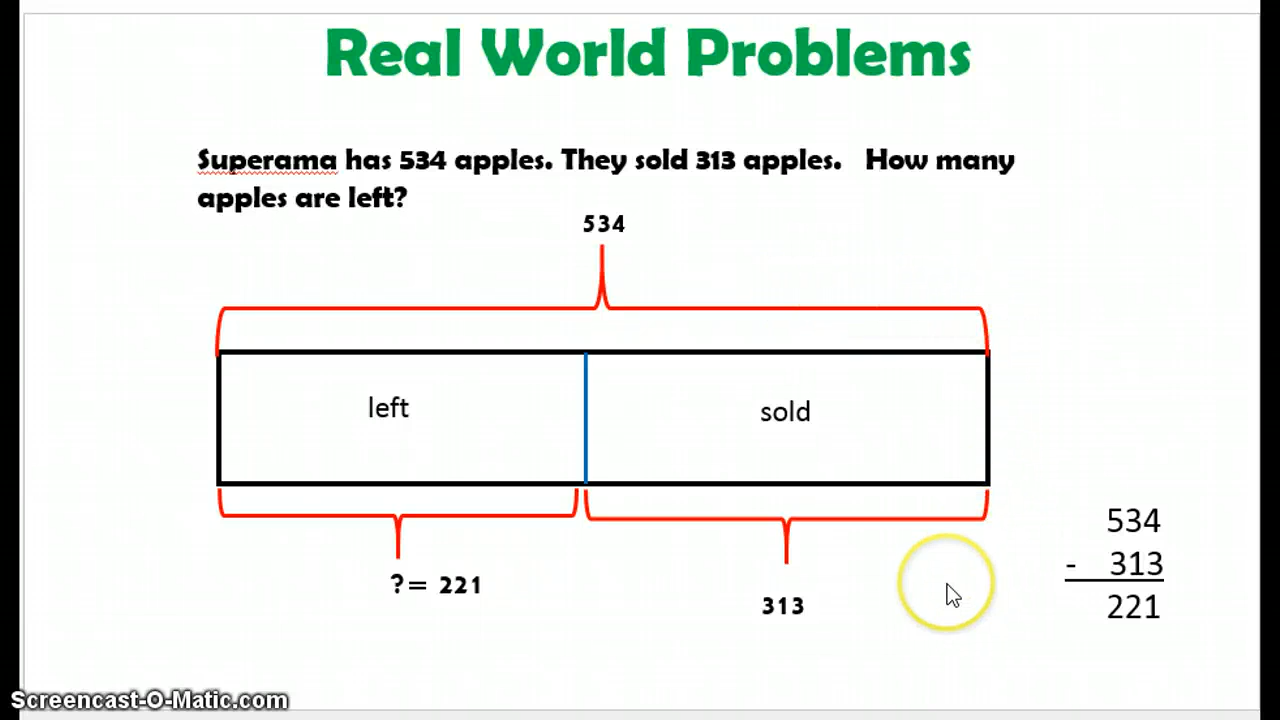 Real World Problems
Superama has 534 apples. They sold 313 apples. How many
apples are left?
534
left
sold
?= 221
313
534
- 313
221
Screencast-O-Matic.com